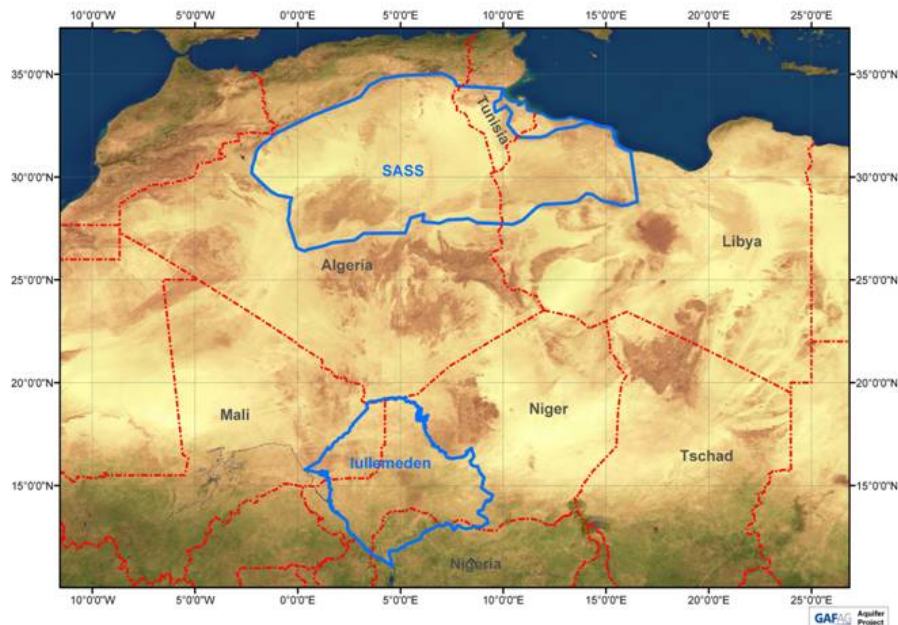 10°0'0"W 5°0'0"W 0°0'0"E 5°0'0"E 10°0'0"E 15°0'0"E 20°0'0"E 25°0'0"E
35°0'0"N 35°0'0"N
Tunisia
30°0'0"N SASS 30°0'0"N
Libya
Algeria
25°0'0"N 25°0'0"N
20°0'0"N 20°0'0"N
Mali Niger
Iullemeden Tschad
15°0'0"N 15°0'0"N
Nigeria
10°0'0"W 5°0'0"W 0°0'0"E 5°0'0"E 10°0'0"E 15°0'0"E 20°0'0"E 25°0'0"E
GAFAG Aquifer
Project